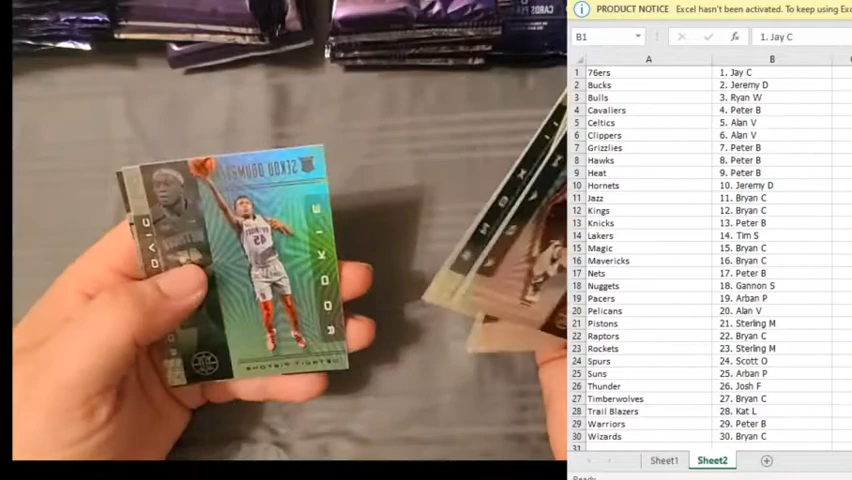 PRODUCT NOTICE Excel hasn't been activated. To keep using Exc
B1 fx 1. Jay C
A B
1 76ers 1. Jay C
2 Bucks 2. Jeremy D
3 Bulls 3. Ryan W
4 Cavaliers 4. Peter B
5 Celtics 5. Alan V
6 Clippers 6. Alan V
7 Grizzlies 7. Peter B
8 Hawks 8. Peter B
9 Heat 9. Peter B
10 Hornets 10. Jeremy D
11 Jazz 11. Bryan C
12 Kings 12. Bryan C
13 Knicks 13. Peter B
14 Lakers 14. Tim S
15 Magic 15. Bryan C
16 Mavericks 16. Bryan C
17 Nets 17. Peter B
18 Nuggets 18. Gannon S
19 Pacers 19. Arban P
20 Pelicans 20. Alan V
21 Pistons 21. Sterling M
22 Raptors 22. Bryan C
23 Rockets 23. Sterling M
24 Spurs 24. Scott O
25 Suns 25. Arban P
26 Thunder 26. Josh F
27 Timberwolves 27. Bryan C
28 Trail Blazers 28. Kat L
29 Warriors 29. Peter B
30 Wizards 30. Bryan C
31
Sheet1 Sheet2
Ready
SEKOU DOUMBOUYA
ROOKIE
DETROIT PISTONS
45